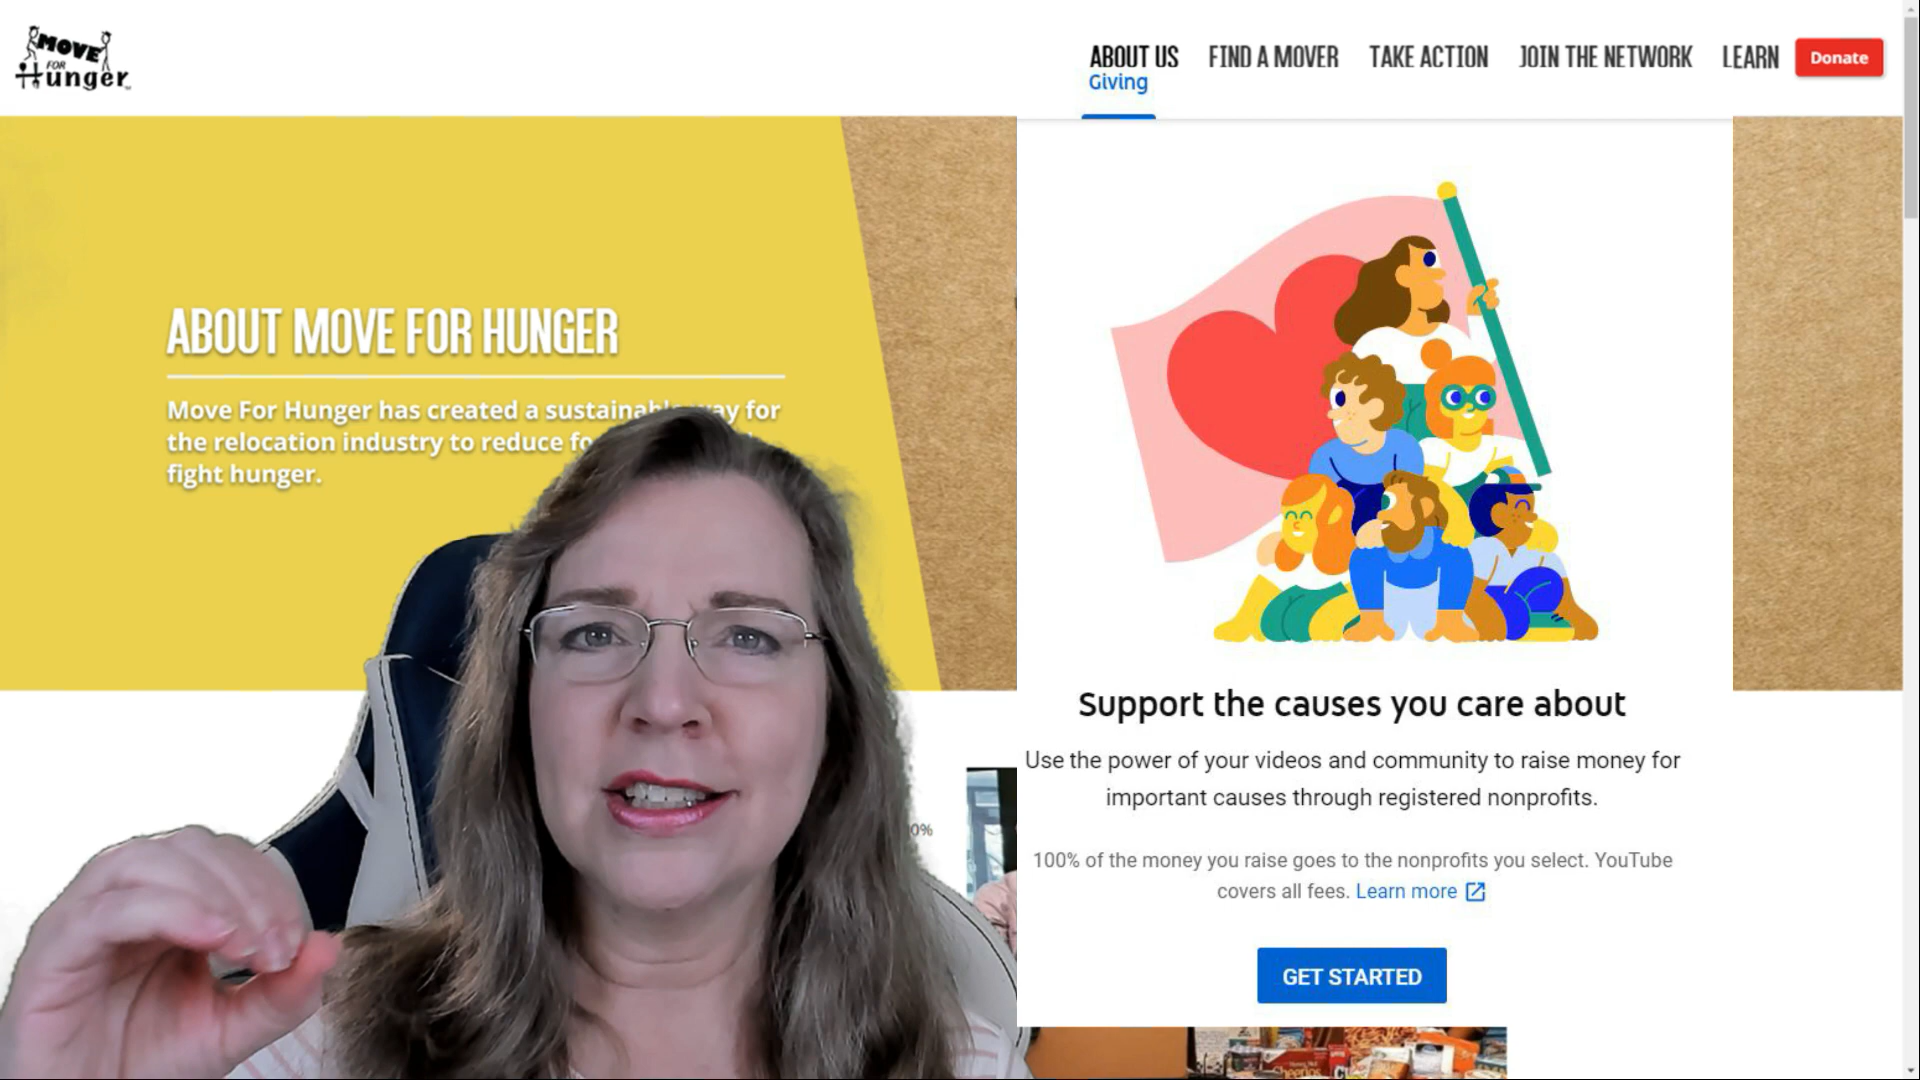 MOVE
FOR
Hunger
ABOUT US
FIND A MOVER
TAKE ACTION
JOIN THE NETWORK
LEARN
Donate
Giving
ABOUT MOVE FOR HUNGER
Move For Hunger has created a sustainable way for
the relocation industry to reduce
fight hunger.
0%
Support the causes you care about
Use the power of your videos and community to raise money for
important causes through registered nonprofits.
100% of the money you raise goes to the nonprofits you select. YouTube
covers all fees. Learn more
GET STARTED
Cheerios